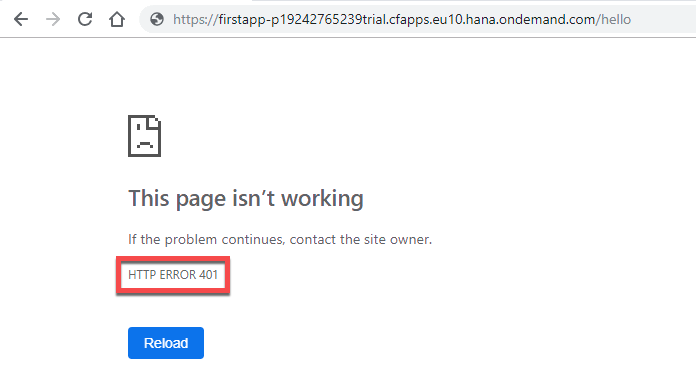 https://firstapp-p19242765239trial.cfapps.eu10.hana.ondemand.com/hello
This page isn’t working
If the problem continues, contact the site owner.
HTTP ERROR 401
Reload